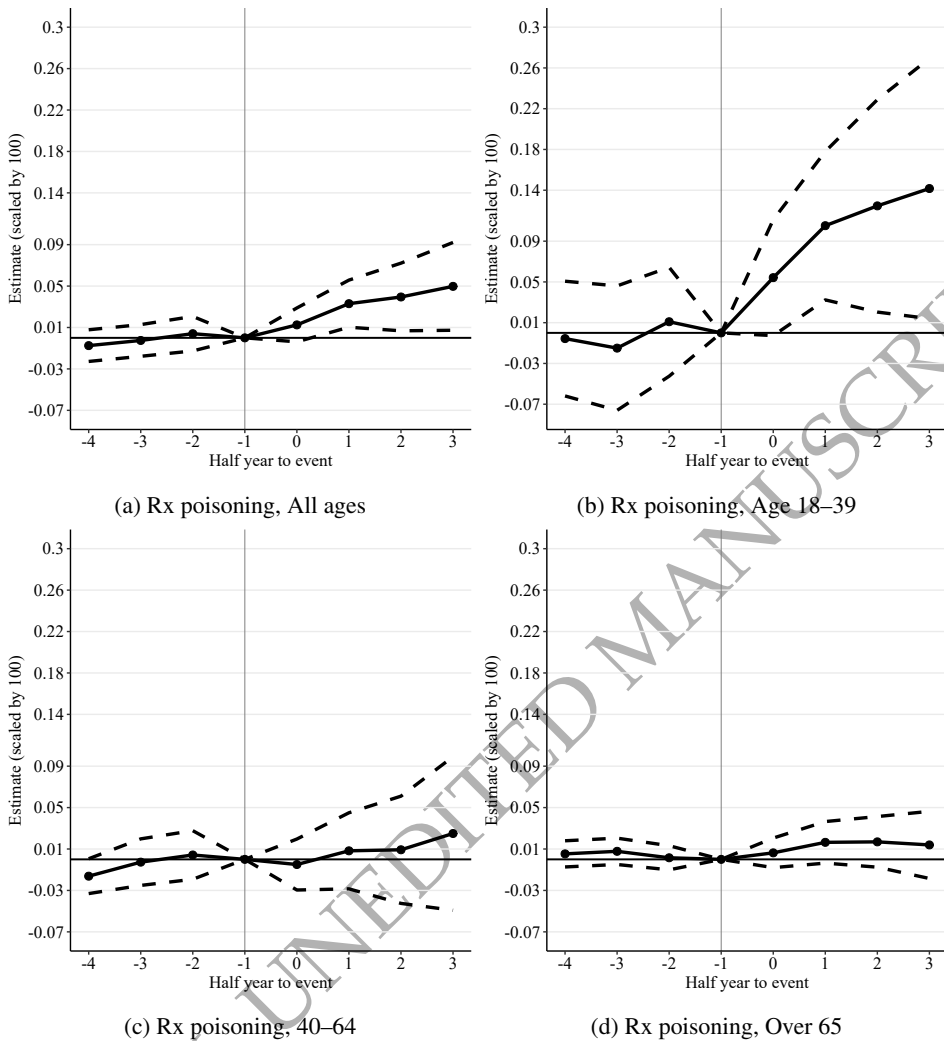 0.3
0.26
0.22
0.18
0.14
0.09
0.05
0.01
-0.03
-0.07
Estimate (scaled by 100)
-4 -3 -2 -1 0 1 2 3
Half year to event
(a) Rx poisoning, All ages
0.3
0.26
0.22
0.18
0.14
0.09
0.05
0.01
-0.03
-0.07
Estimate (scaled by 100)
-4 -3 -2 -1 0 1 2 3
Half year to event
(b) Rx poisoning, Age 18–39
0.3
0.26
0.22
0.18
0.14
0.09
0.05
0.01
-0.03
-0.07
Estimate (scaled by 100)
-4 -3 -2 -1 0 1 2 3
Half year to event
(c) Rx poisoning, 40–64
0.3
0.26
0.22
0.18
0.14
0.09
0.05
0.01
-0.03
-0.07
Estimate (scaled by 100)
-4 -3 -2 -1 0 1 2 3
Half year to event
(d) Rx poisoning, Over 65
UNEDITED